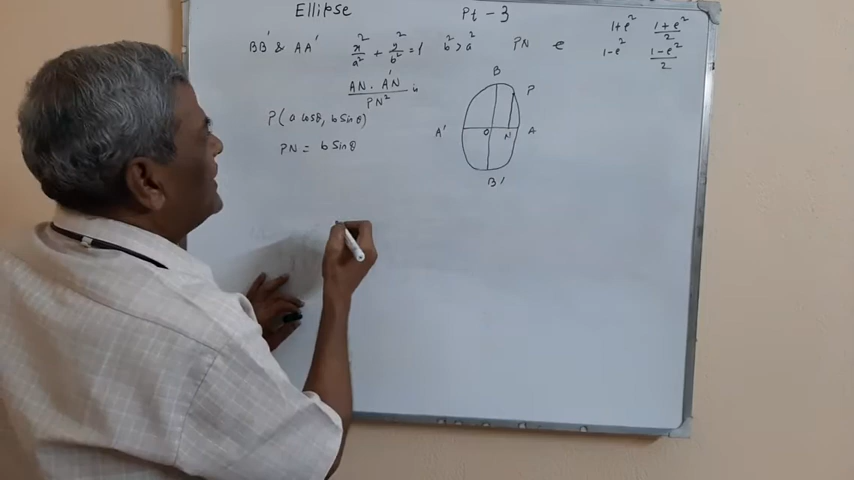 Ellipse Pt - 3
BB' & AA' x²/a² + y²/b² = 1 b² > a² PN e
1+e² (1+e²)/2
1-e² (1-e²)/2
AN. A'N / PN² is
P(a cosθ, b sinθ)
PN = b sinθ
B
P
A' O N A
B'